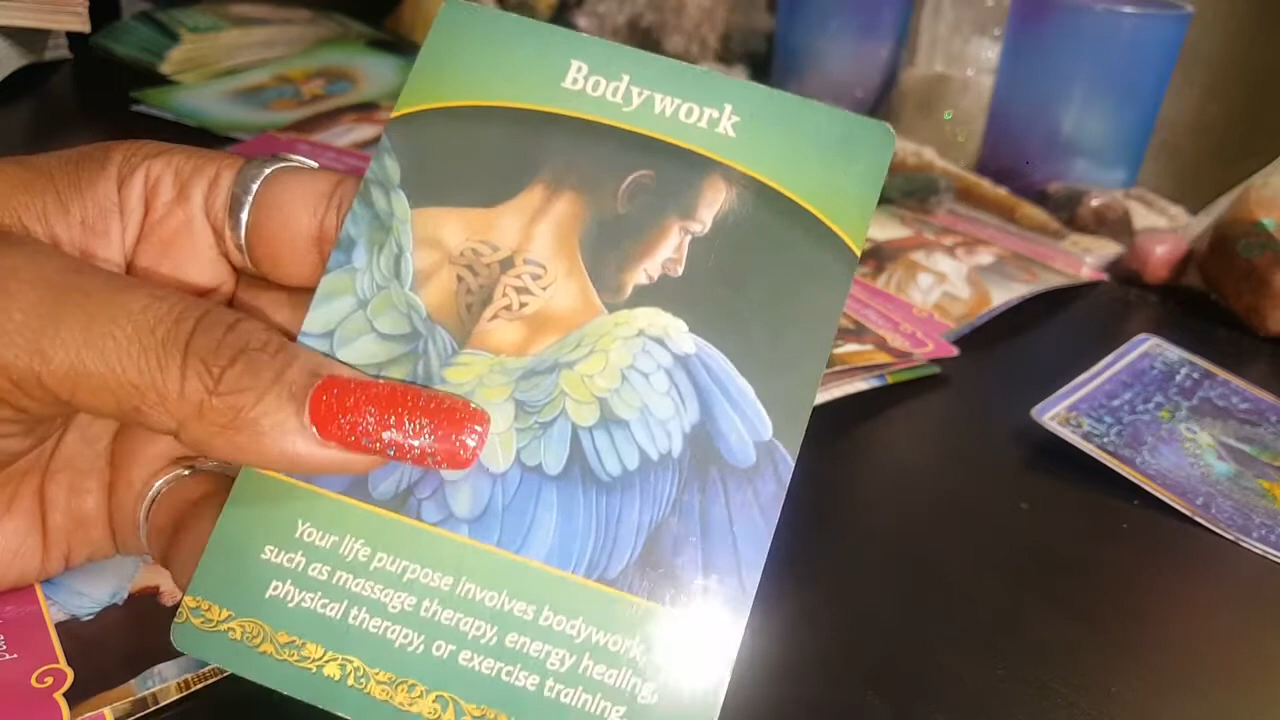 Bodywork
Your life purpose involves bodywork,
such as massage therapy, energy healing,
physical therapy, or exercise training.